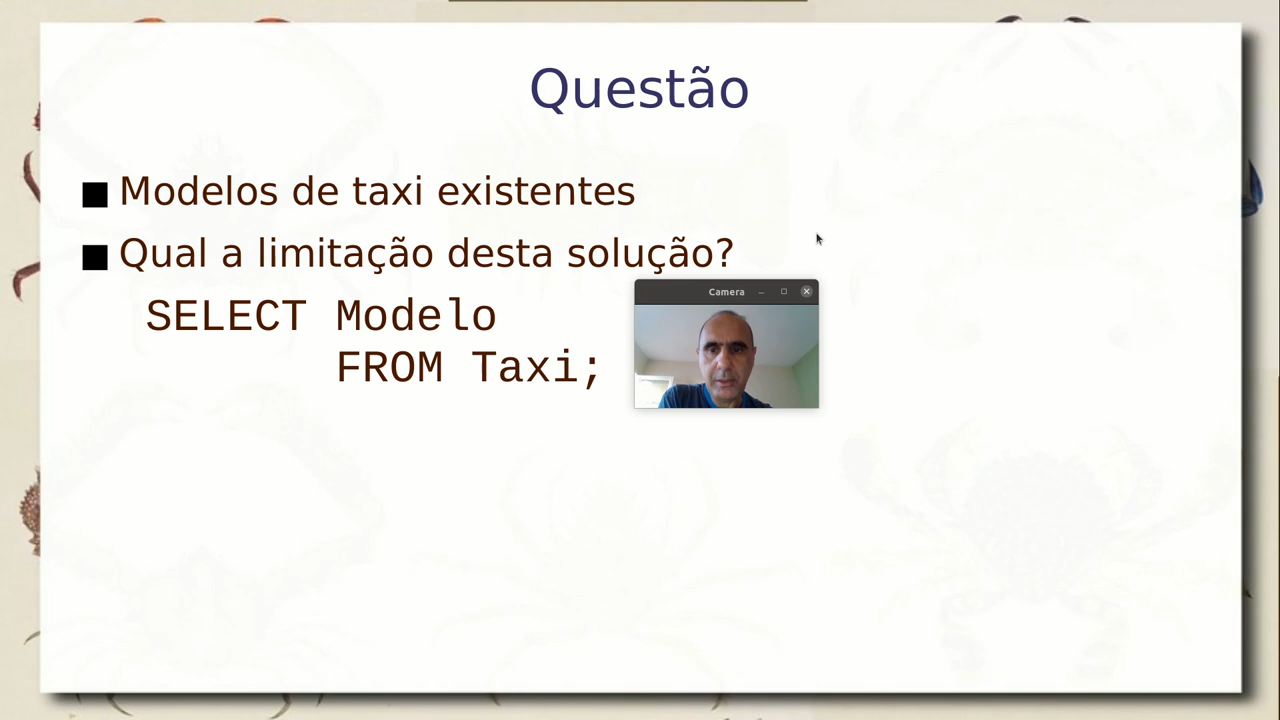 Questão
Modelos de taxi existentes
Qual a limitação desta solução?
SELECT Modelo
FROM Taxi;
Camera